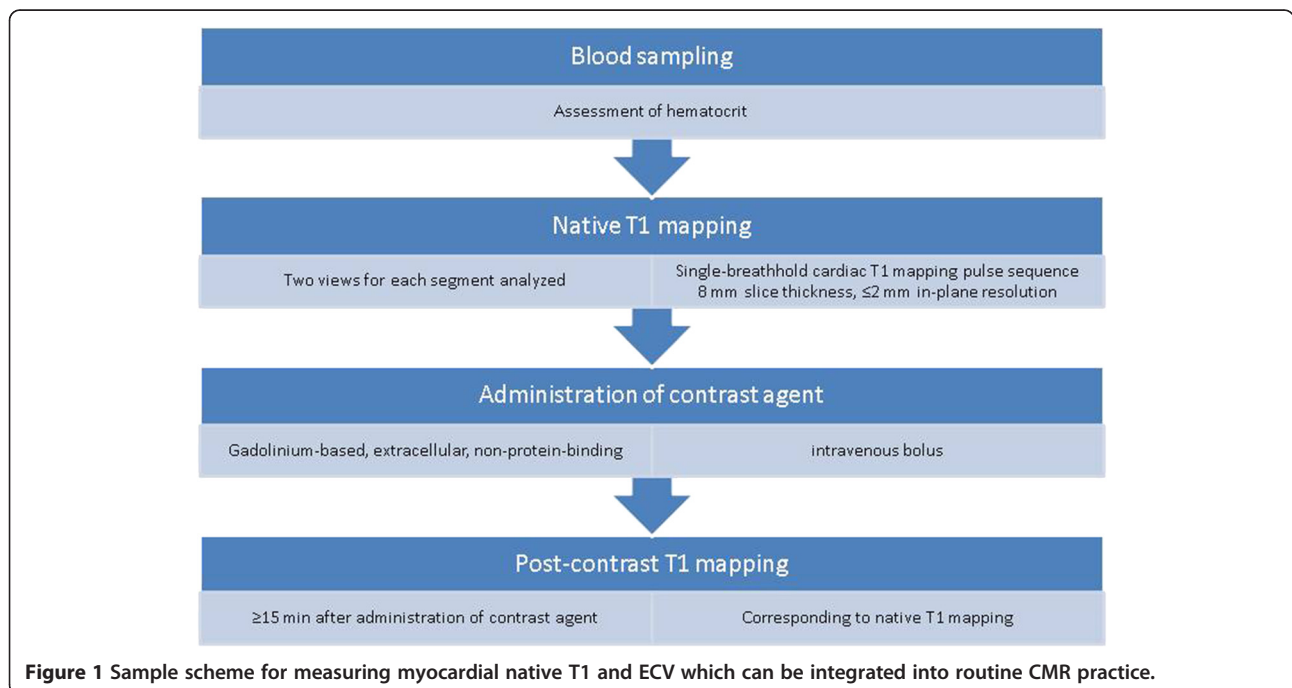 Blood sampling
Assessment of hematocrit
Native T1 mapping
Two views for each segment analyzed
Single-breathhold cardiac T1 mapping pulse sequence
8 mm slice thickness, ≤2 mm in-plane resolution
Administration of contrast agent
Gadolinium-based, extracellular, non-protein-binding
intravenous bolus
Post-contrast T1 mapping
≥15 min after administration of contrast agent
Corresponding to native T1 mapping
Figure 1 Sample scheme for measuring myocardial native T1 and ECV which can be integrated into routine CMR practice.